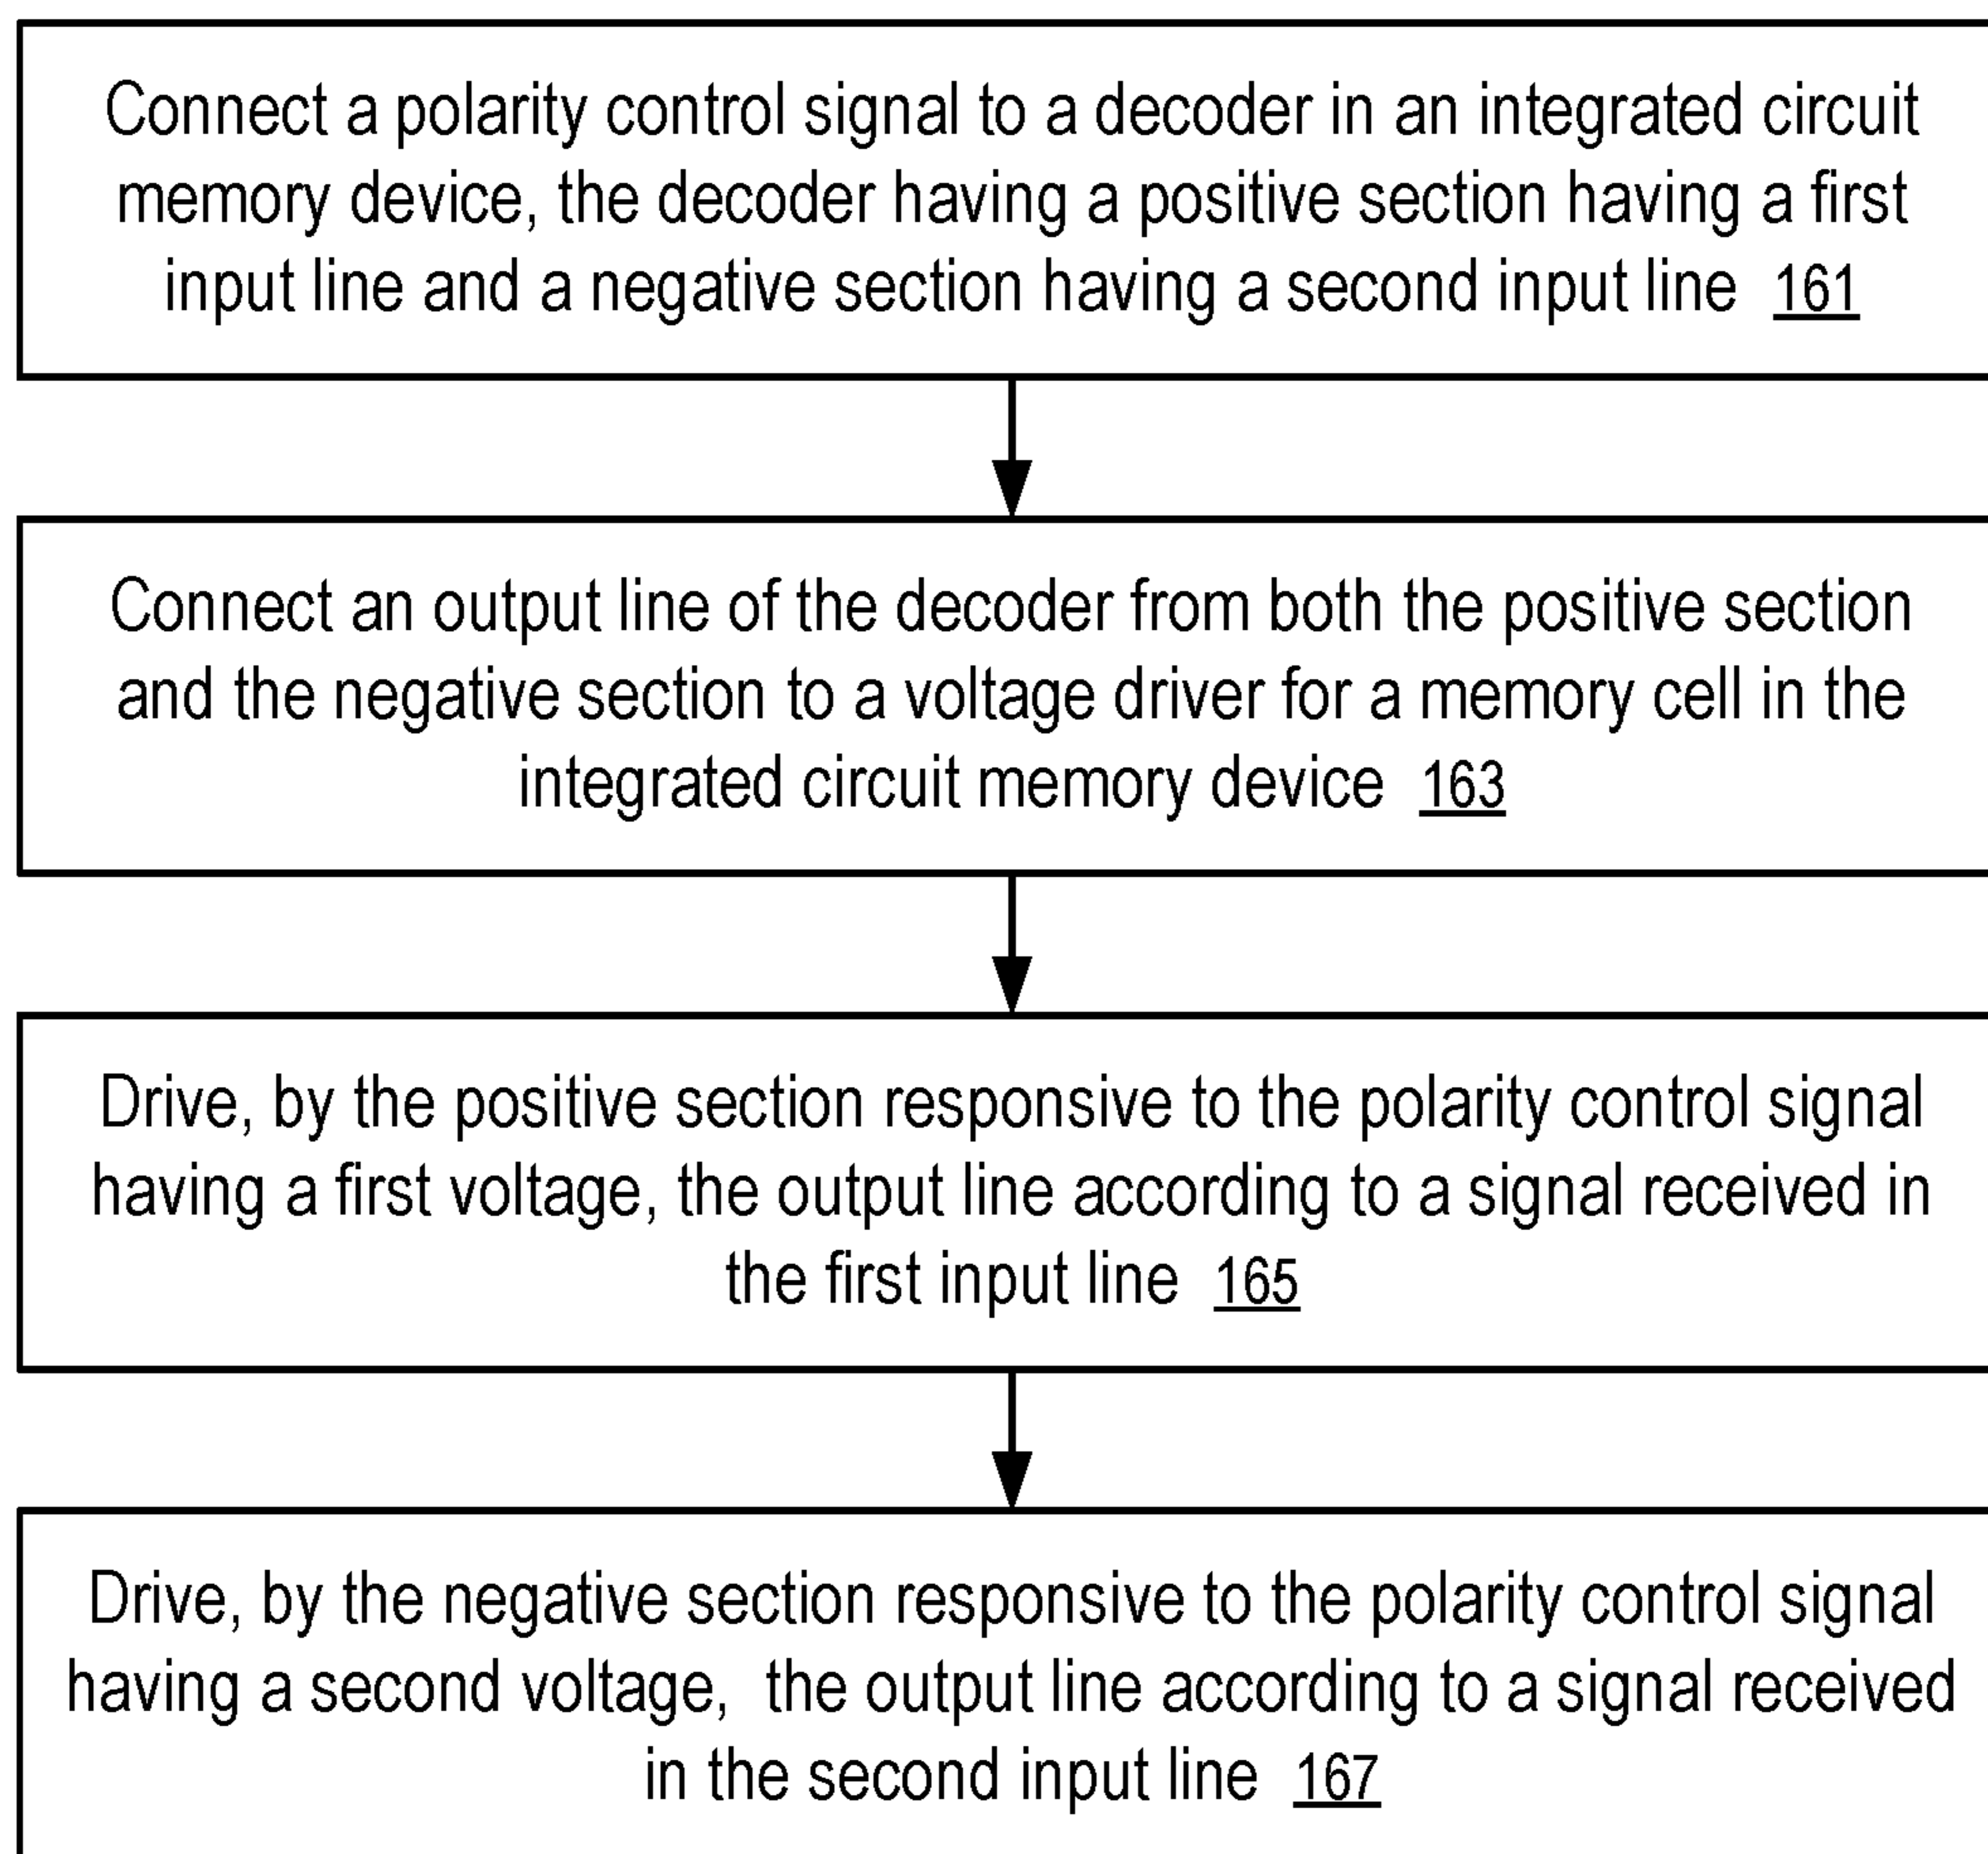 Connect a polarity control signal to a decoder in an integrated circuit
memory device, the decoder having a positive section having a first
input line and a negative section having a second input line 161
Connect an output line of the decoder from both the positive section
and the negative section to a voltage driver for a memory cell in the
integrated circuit memory device 163
Drive, by the positive section responsive to the polarity control signal
having a first voltage, the output line according to a signal received in
the first input line 165
Drive, by the negative section responsive to the polarity control signal
having a second voltage, the output line according to a signal received
in the second input line 167